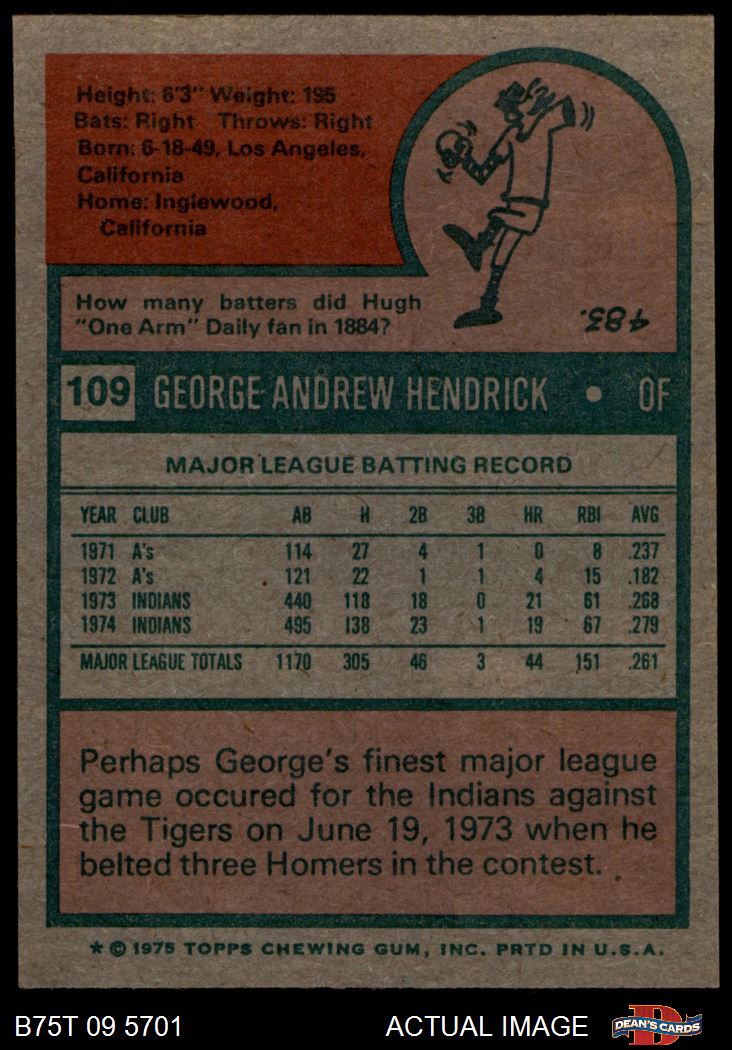 Height: 6'3" Weight: 195
Bats: Right Throws: Right
Born: 6-18-49, Los Angeles,
California
Home: Inglewood,
California
How many batters did Hugh
"One Arm" Daily fan in 1884?
483.
109 GEORGE ANDREW HENDRICK • OF
MAJOR LEAGUE BATTING RECORD
YEAR CLUB AB H 2B 3B HR RBI AVG
1971 A's 114 27 4 1 0 8 .237
1972 A's 121 22 1 1 4 15 .182
1973 INDIANS 440 118 18 0 21 61 .268
1974 INDIANS 495 138 23 1 19 67 .279
MAJOR LEAGUE TOTALS 1170 305 46 3 44 151 .261
Perhaps George's finest major league
game occured for the Indians against
the Tigers on June 19, 1973 when he
belted three Homers in the contest.
* © 1975 TOPPS CHEWING GUM, INC. PRTD IN U.S.A.
B75T 09 5701 ACTUAL IMAGE DEAN'S CARDS